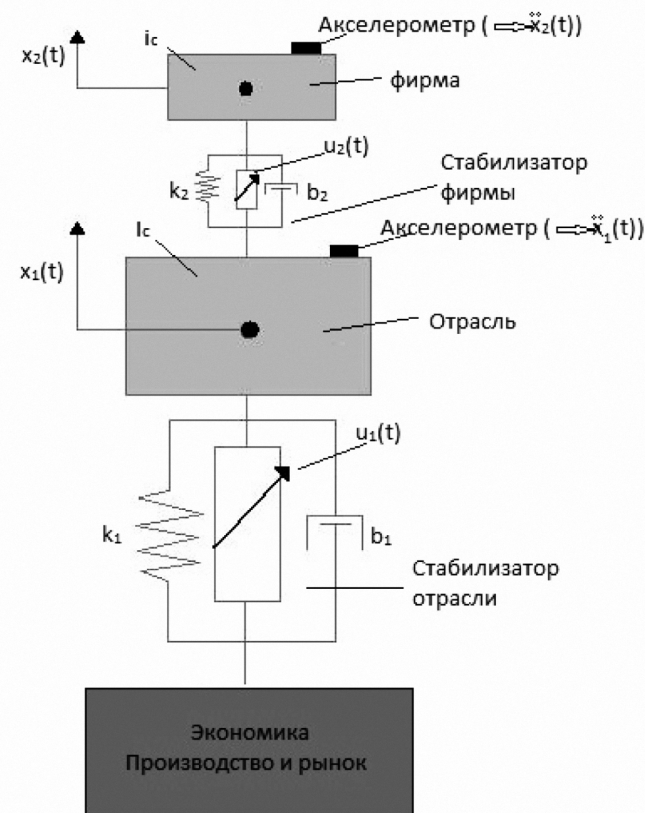 Акселерометр ( ⇒ẍ₂(t))
i꜀
x₂(t)
фирма
u₂(t)
k₂
b₂
Стабилизатор
фирмы
Акселерометр ( ⇒ẍ₁(t))
I꜀
x₁(t)
Отрасль
u₁(t)
k₁
b₁
Стабилизатор
отрасли
Экономика
Производство и рынок